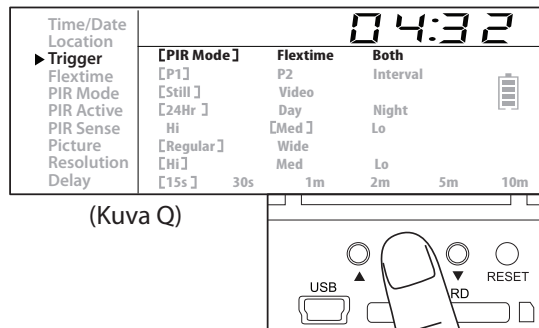 04:32
Time/Date
Location
Trigger [PIR Mode] Flextime Both
Flextime [P1] P2 Interval
PIR Mode [Still] Video
PIR Active [24Hr ] Day Night
PIR Sense Hi [Med ] Lo
Picture [Regular] Wide
Resolution [Hi] Med Lo
Delay [15s ] 30s 1m 2m 5m 10m
(Kuva Q)
▲ ▼ RESET
USB RD